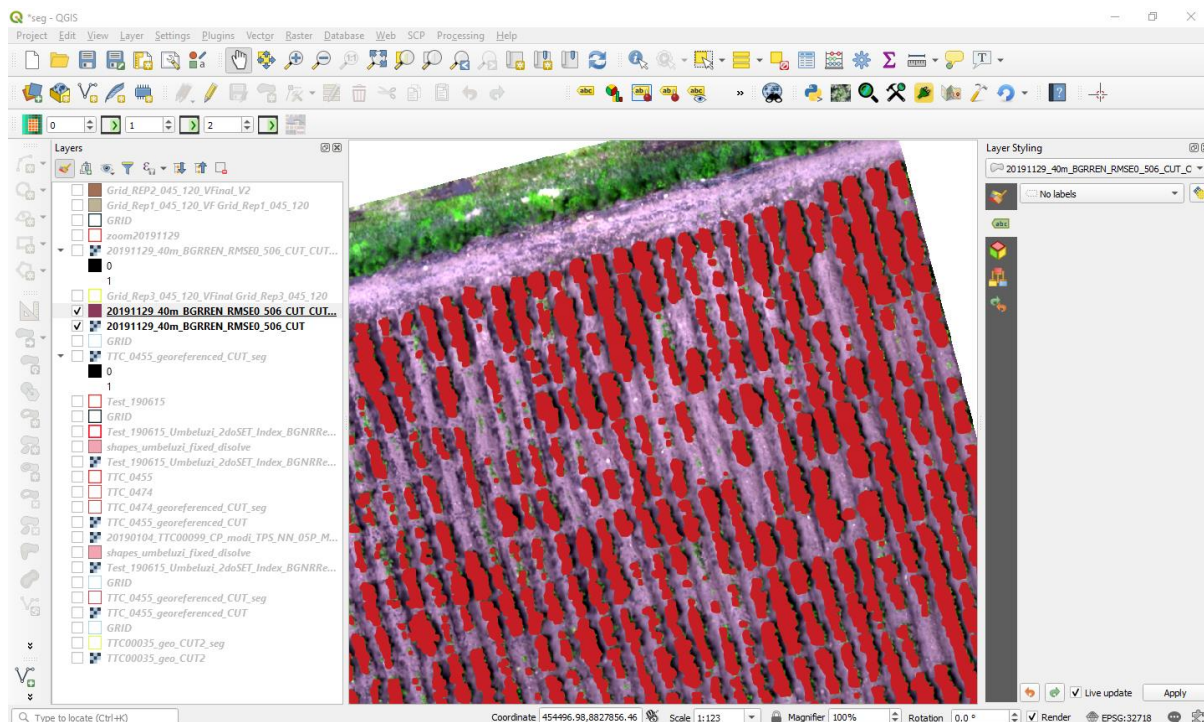 *seg - QGIS
Project Edit View Layer Settings Plugins Vector Raster Database Web SCP Processing Help
0 1 2
Layers
Grid_REP2_045_120_VFinal_V2
Grid_Rep1_045_120_VF Grid_Rep1_045_120
GRID
zoom20191129
20191129_40m_BGRREN_RMSE0_506_CUT_CUT...
0
1
Grid_Rep3_045_120_VFinal Grid_Rep3_045_120
20191129_40m_BGRREN_RMSE0_506_CUT_CUT...
20191129_40m_BGRREN_RMSE0_506_CUT
GRID
TTC_0455_georeferenced_CUT_seg
0
1
Test_190615
GRID
Test_190615_Umbeluzi_2doSET_Index_BGNRRe...
shapes_umbeluzi_fixed_disolve
Test_190615_Umbeluzi_2doSET_Index_BGNRRe...
TTC_0455
TTC_0474
TTC_0474_georeferenced_CUT_seg
TTC_0455_georeferenced_CUT
20190104_TTC00099_CP_modi_TPS_NN_05P_M...
shapes_umbeluzi_fixed_disolve
Test_190615_Umbeluzi_2doSET_Index_BGNRRe...
GRID
TTC_0455_georeferenced_CUT_seg
TTC_0455_georeferenced_CUT
GRID
TTC00035_geo_CUT2_seg
TTC00035_geo_CUT2
Layer Styling
20191129_40m_BGRREN_RMSE0_506_CUT_C
No labels
abc
Live update Apply
Type to locate (Ctrl+K)
Coordinate 454496.98,8827856.46 Scale 1:123 Magnifier 100% Rotation 0.0 ° Render EPSG:32718